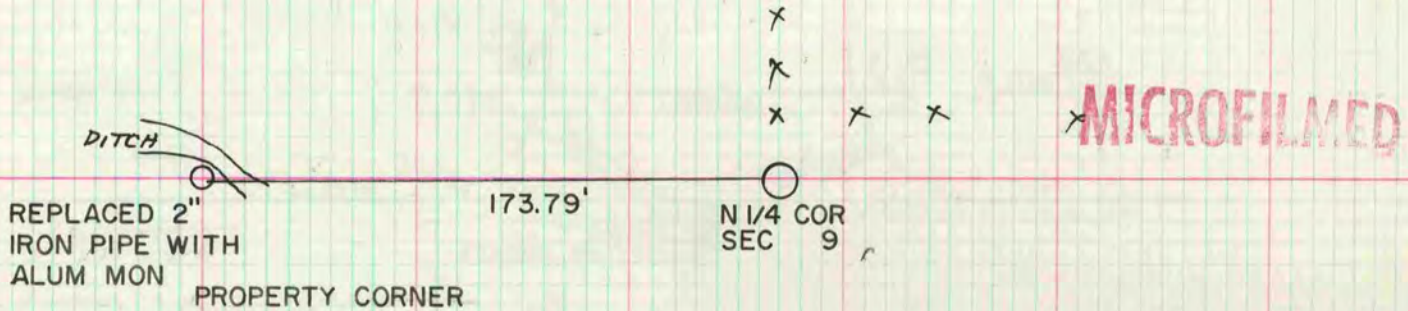 MICROFILMED
DITCH
REPLACED 2"
IRON PIPE WITH
ALUM MON
PROPERTY CORNER
173.79'
N 1/4 COR
SEC 9